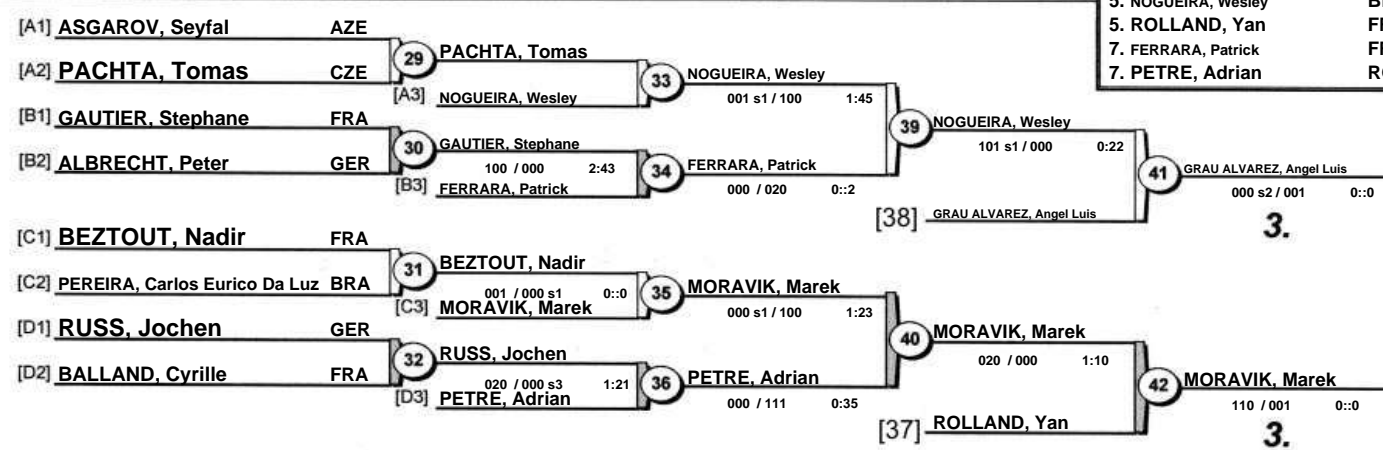 5. NOGUEIRA, Wesley
5. ROLLAND, Yan
7. FERRARA, Patrick
7. PETRE, Adrian
[A1] ASGAROV, Seyfal AZE
29 PACHTA, Tomas
[A2] PACHTA, Tomas CZE
33 NOGUEIRA, Wesley
[A3] NOGUEIRA, Wesley
001 s1 / 100 1:45
[B1] GAUTIER, Stephane FRA
39 NOGUEIRA, Wesley
30 GAUTIER, Stephane
101 s1 / 000 0:22
[B2] ALBRECHT, Peter GER
100 / 000 2:43
34 FERRARA, Patrick
41 GRAU ALVAREZ, Angel Luis
[B3] FERRARA, Patrick
000 / 020 0::2
000 s2 / 001 0::0
[38] GRAU ALVAREZ, Angel Luis
3.
[C1] BEZTOUT, Nadir FRA
31 BEZTOUT, Nadir
[C2] PEREIRA, Carlos Eurico Da Luz BRA
001 / 000 s1 0::0
35 MORAVIK, Marek
[C3] MORAVIK, Marek
000 s1 / 100 1:23
[D1] RUSS, Jochen GER
40 MORAVIK, Marek
32 RUSS, Jochen
020 / 000 1:10
[D2] BALLAND, Cyrille FRA
020 / 000 s3 1:21
36 PETRE, Adrian
42 MORAVIK, Marek
[D3] PETRE, Adrian
000 / 111 0:35
110 / 001 0::0
[37] ROLLAND, Yan
3.